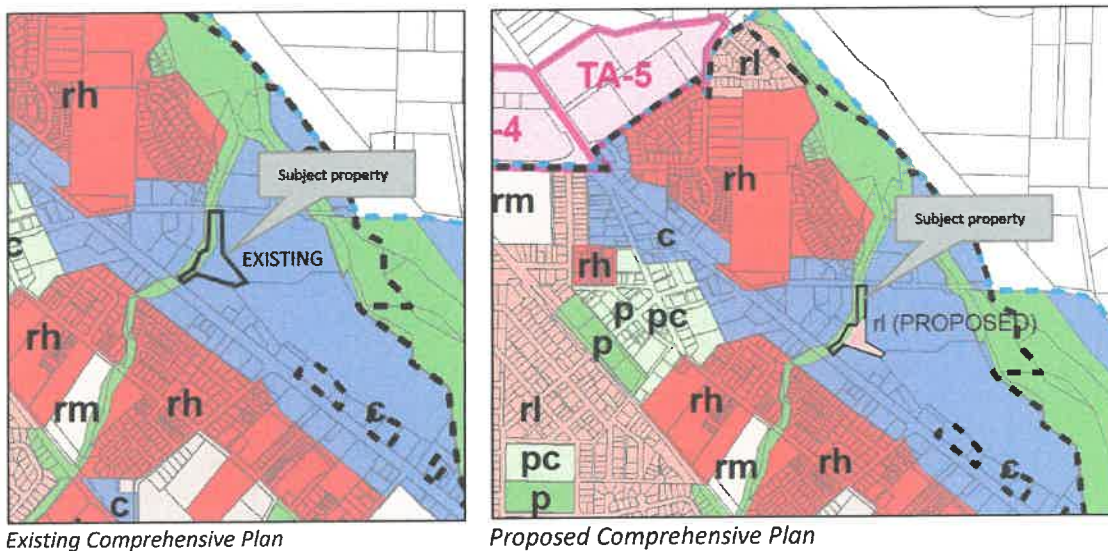 rh
Subject property
EXISTING
c
rh
rm
rh
c
c
Existing Comprehensive Plan
TA-5
rl
-4
rm
rh
c
Subject property
rh
p
pc
p
rl (PROPOSED)
rl
rh
pc
rm
rh
c
p
Proposed Comprehensive Plan